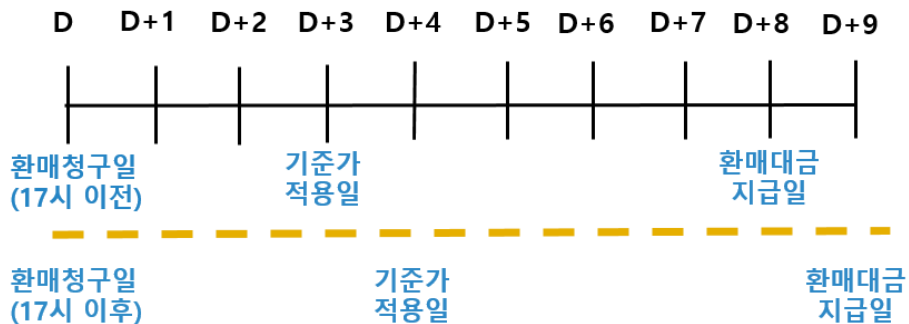 D D+1 D+2 D+3 D+4 D+5 D+6 D+7 D+8 D+9
환매청구일 기준가 환매대금
(17시 이전) 적용일 지급일
환매청구일 기준가 환매대금
(17시 이후) 적용일 지급일